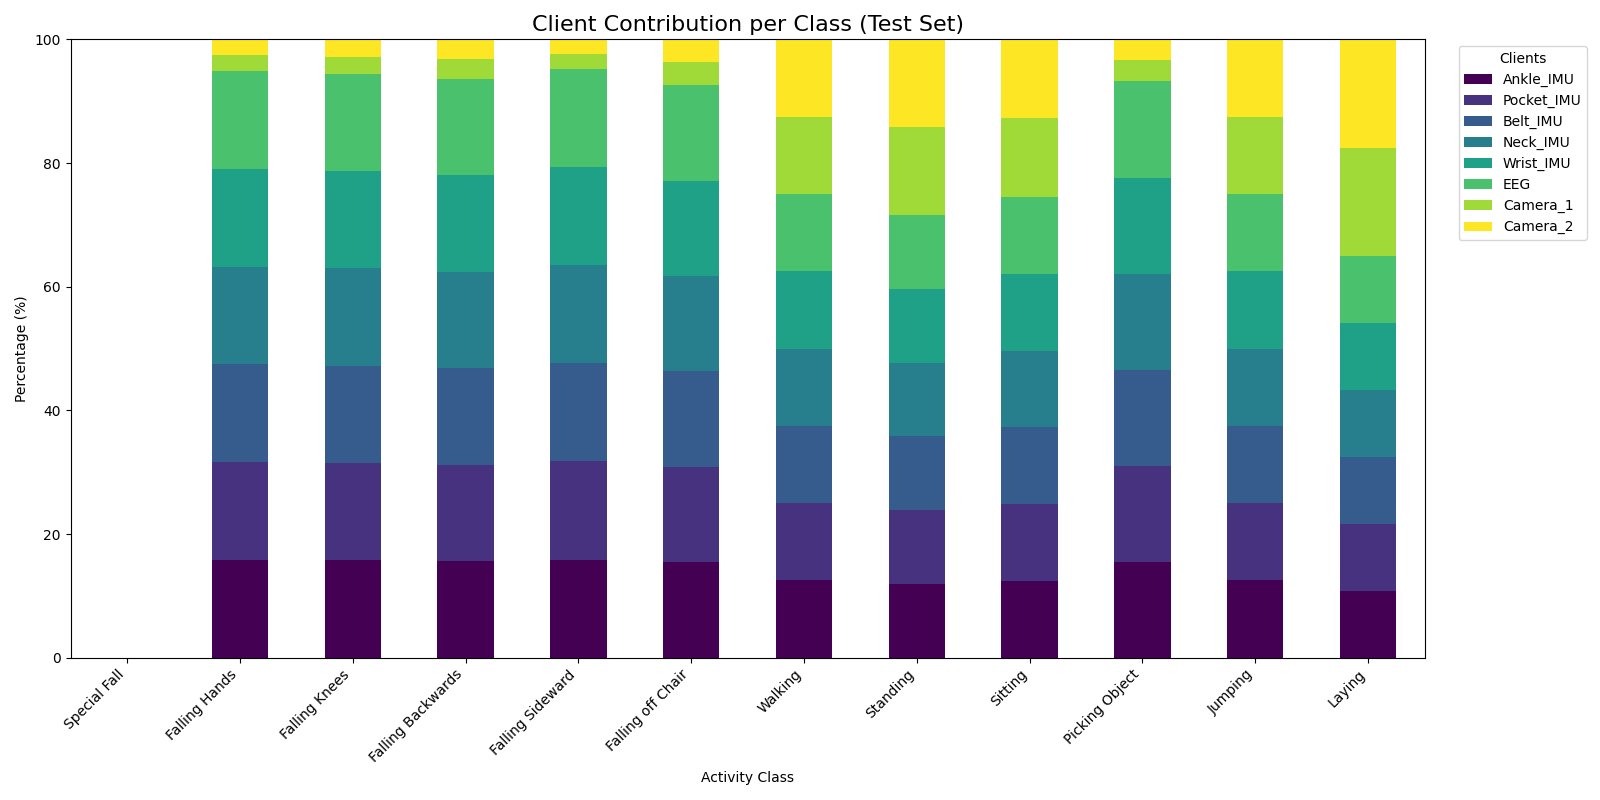 Client Contribution per Class (Test Set)
Percentage (%)
100
80
60
40
20
0
Special Fall
Falling Hands
Falling Knees
Falling Backwards
Falling Sideward
Falling off Chair
Walking
Standing
Sitting
Picking Object
Jumping
Laying
Activity Class
Clients
Ankle_IMU
Pocket_IMU
Belt_IMU
Neck_IMU
Wrist_IMU
EEG
Camera_1
Camera_2